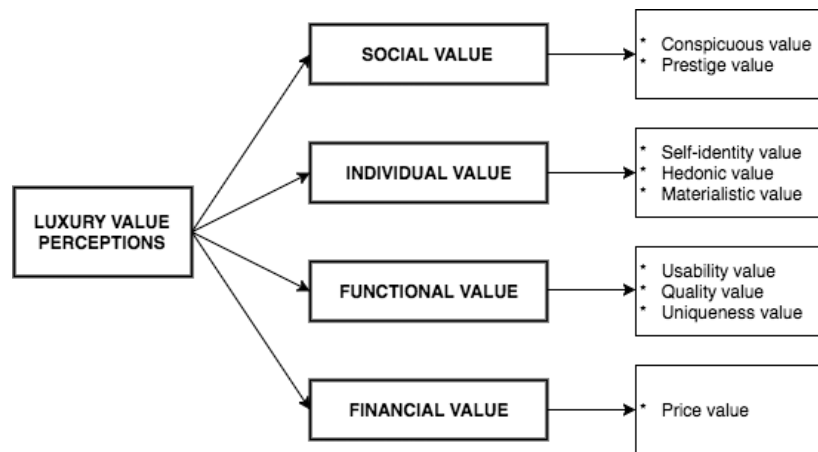 SOCIAL VALUE
* Conspicuous value
* Prestige value
INDIVIDUAL VALUE
* Self-identity value
* Hedonic value
* Materialistic value
LUXURY VALUE
PERCEPTIONS
FUNCTIONAL VALUE
* Usability value
* Quality value
* Uniqueness value
FINANCIAL VALUE
* Price value